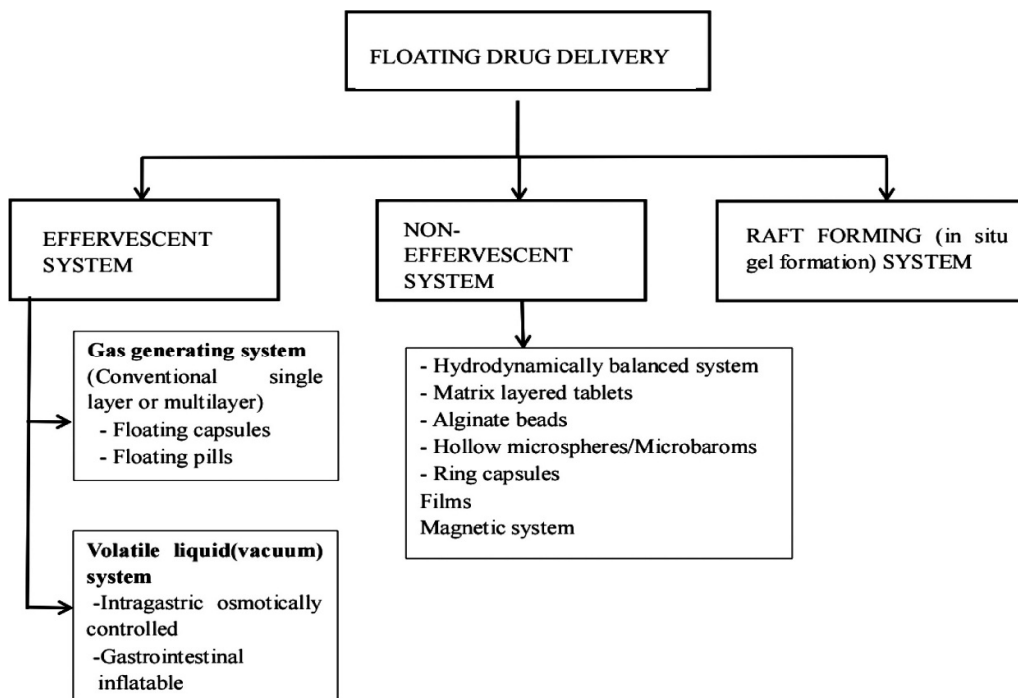 FLOATING DRUG DELIVERY
EFFERVESCENT
SYSTEM
NON-
EFFERVESCENT
SYSTEM
RAFT FORMING (in situ
gel formation) SYSTEM
Gas generating system
(Conventional single
layer or multilayer)
- Floating capsules
- Floating pills
Volatile liquid(vacuum)
system
-Intragastric osmotically
controlled
-Gastrointestinal
inflatable
- Hydrodynamically balanced system
- Matrix layered tablets
- Alginate beads
- Hollow microspheres/Microbaroms
- Ring capsules
Films
Magnetic system